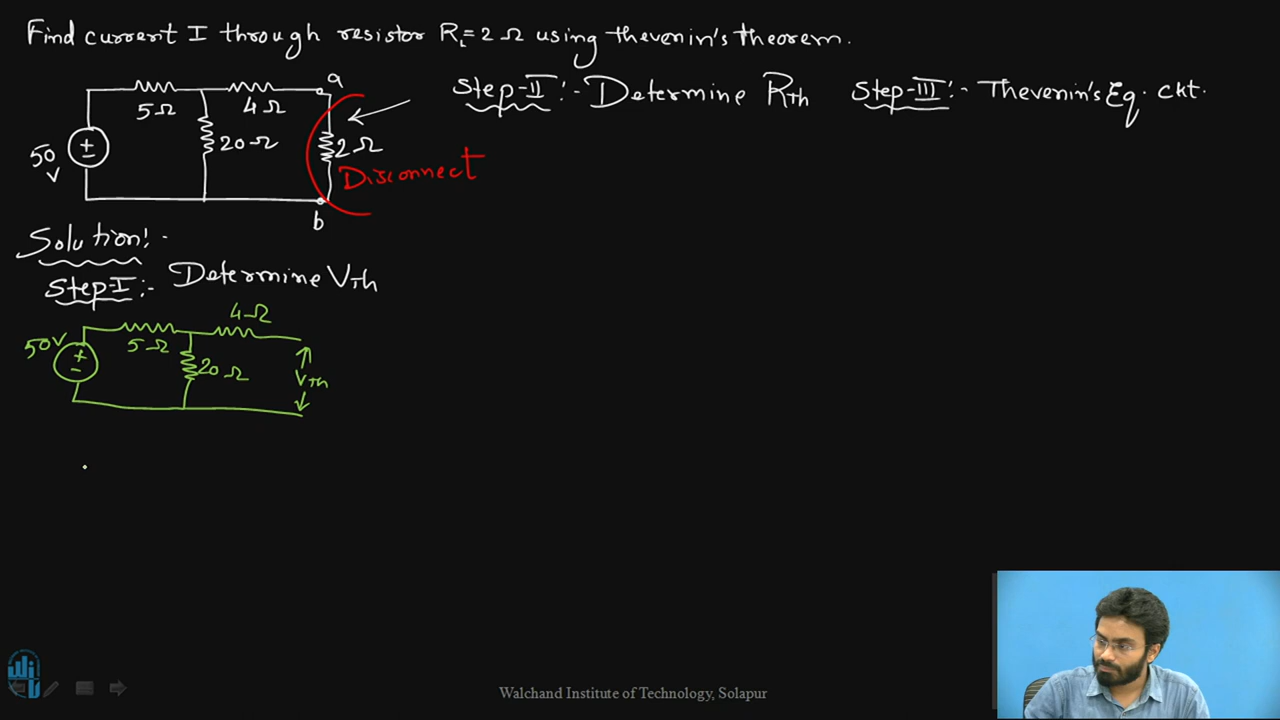 Find current I through resistor RL=2 Ω using thevenin's theorem.
5Ω
4Ω
a
50
V
+
-
20Ω
2Ω
Disconnect
b
Solution:-
Step-I:- Determine VTh
50V
+
-
5Ω
4Ω
20Ω
VTh
Step-II:- Determine RTh
Step-III:- Thevenin's Eq. ckt.
Walchand Institute of Technology, Solapur